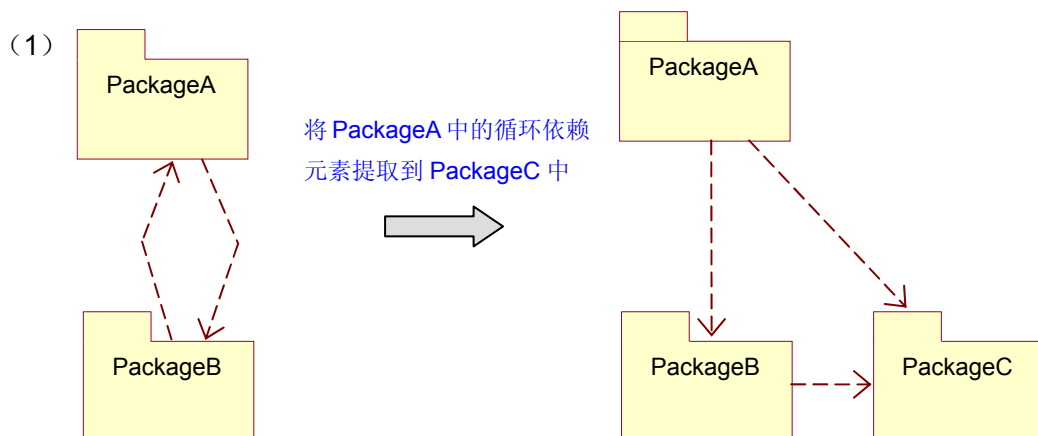 （1）
PackageA
PackageA
将 PackageA 中的循环依赖
元素提取到 PackageC 中
PackageB
PackageB
PackageC